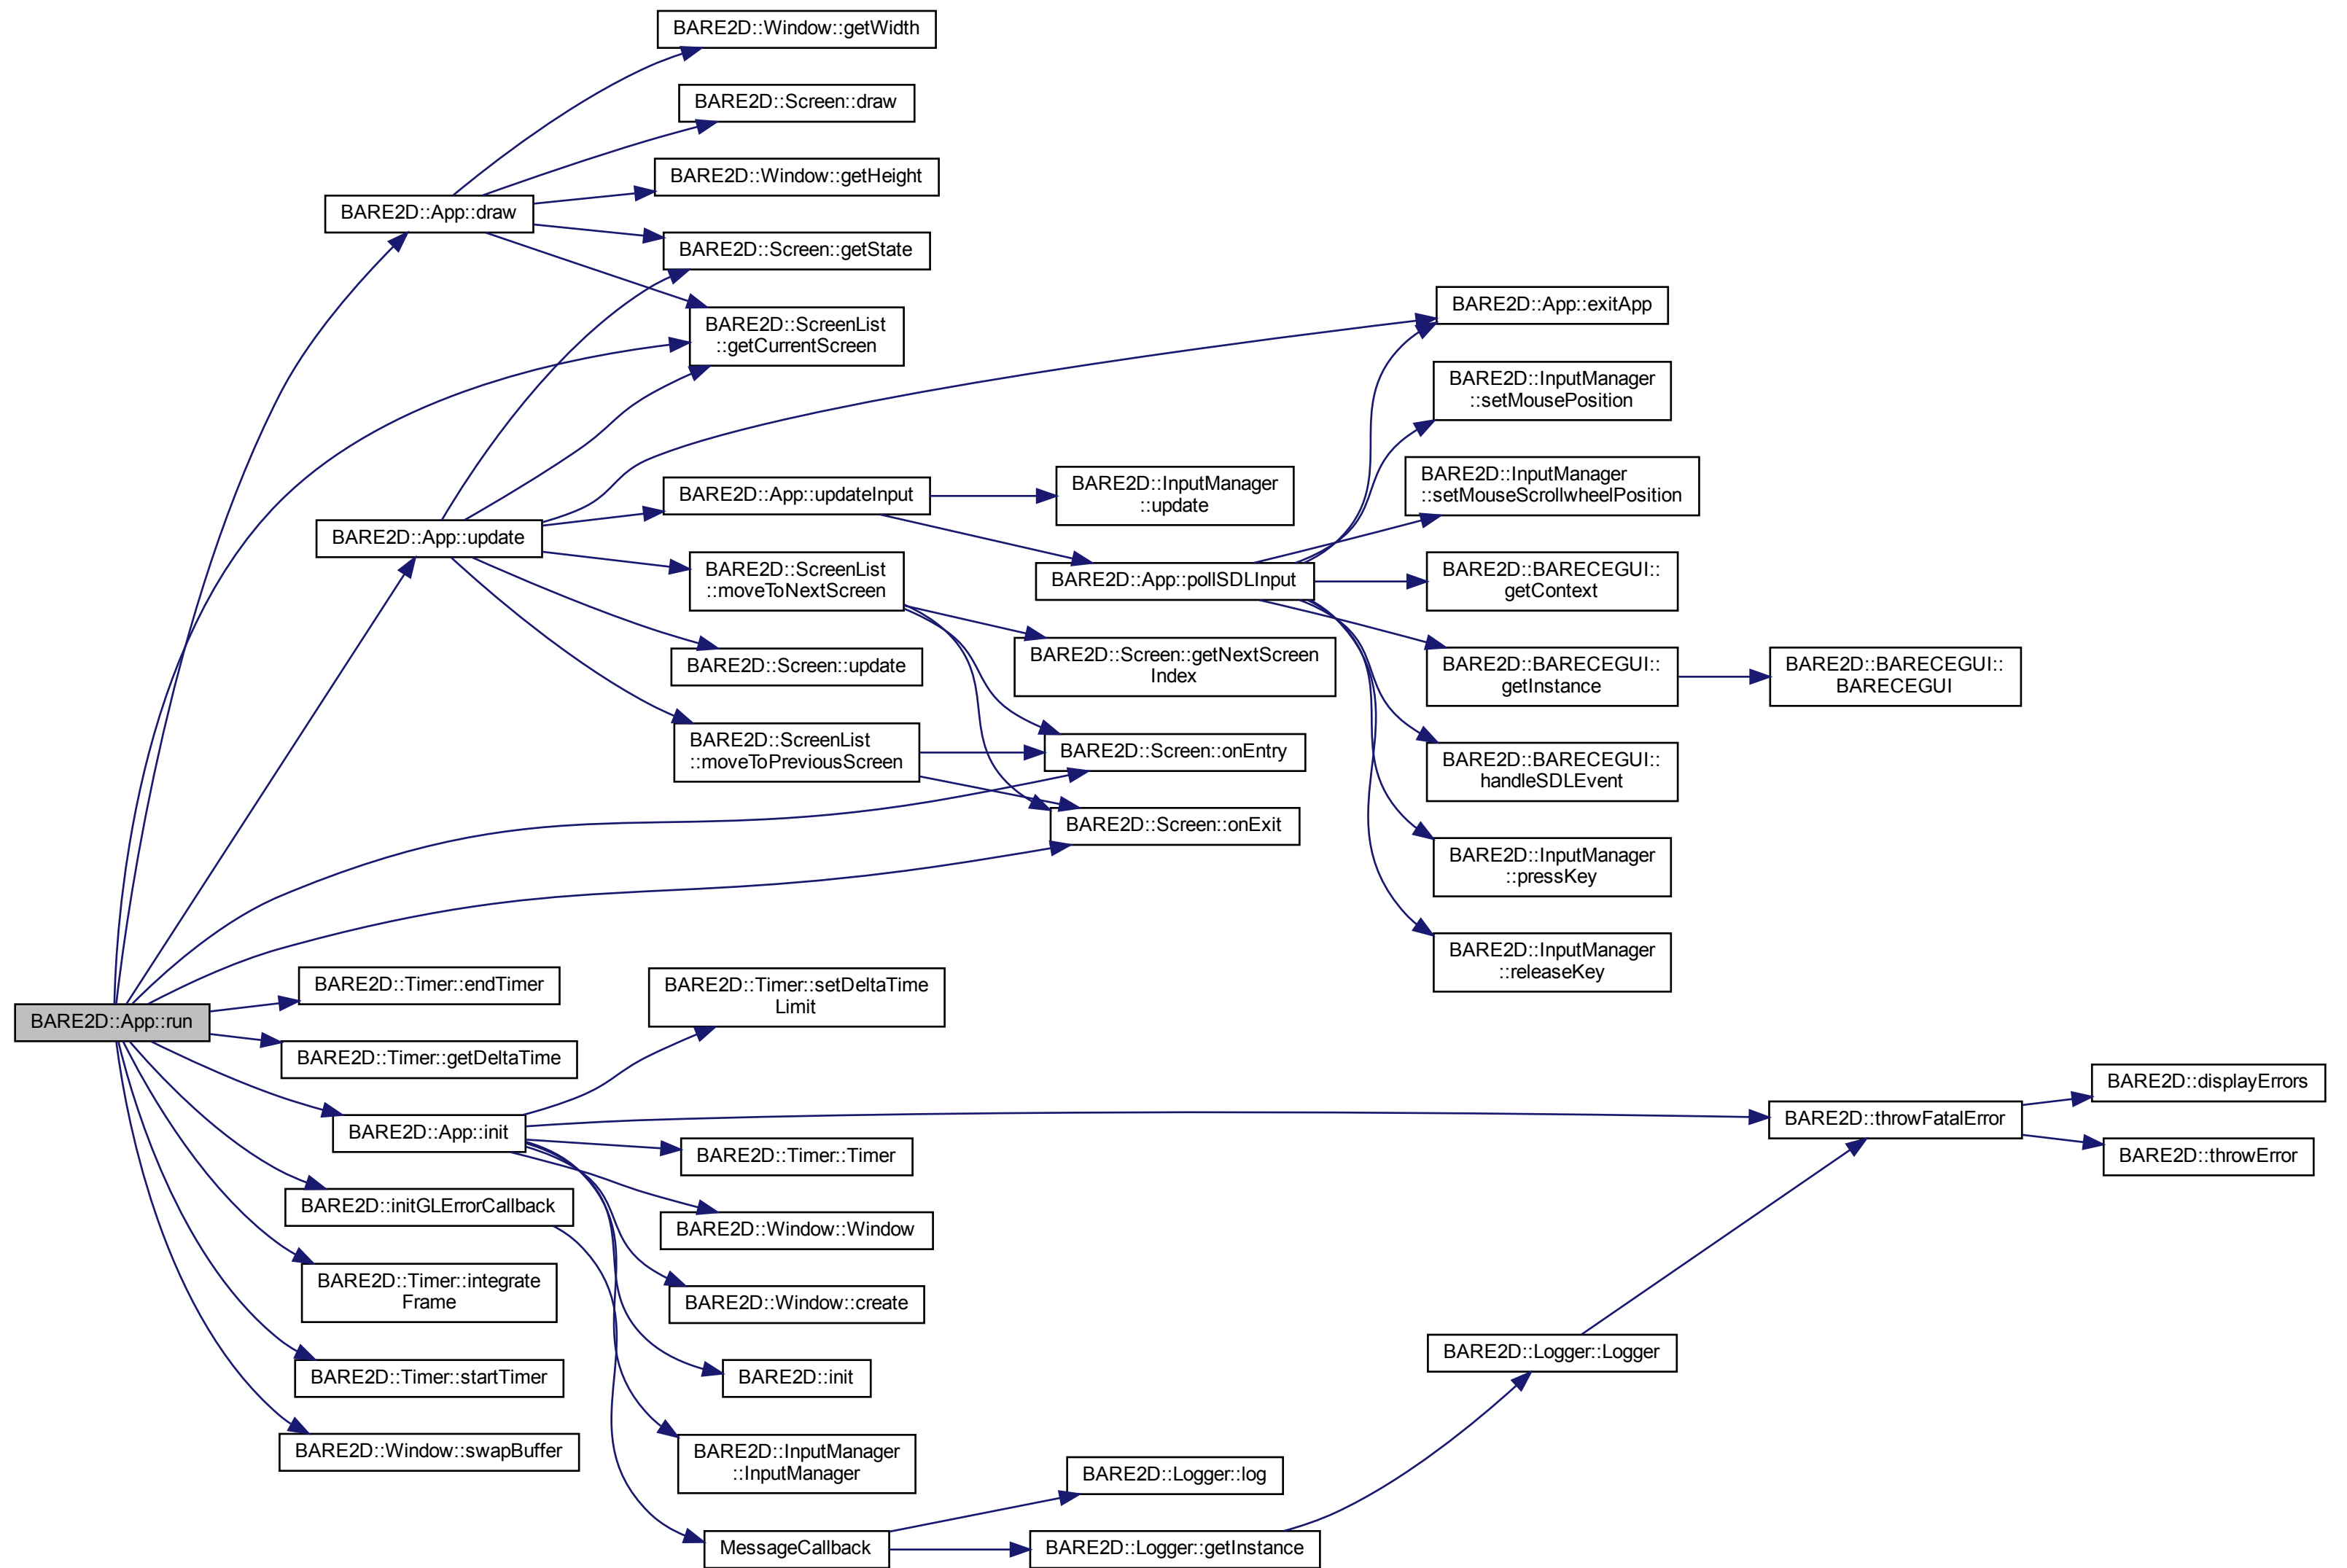 BARE2D::Window::getWidth
BARE2D::Screen::draw
BARE2D::Window::getHeight
BARE2D::App::draw
BARE2D::Screen::getState
BARE2D::ScreenList
::getCurrentScreen
BARE2D::App::exitApp
BARE2D::InputManager
::setMousePosition
BARE2D::InputManager
::setMouseScrollwheelPosition
BARE2D::App::updateInput
BARE2D::InputManager
::update
BARE2D::App::update
BARE2D::ScreenList
::moveToNextScreen
BARE2D::App::pollSDLInput
BARE2D::BARECEGUI::
getContext
BARE2D::Screen::update
BARE2D::Screen::getNextScreen
Index
BARE2D::BARECEGUI::
getInstance
BARE2D::BARECEGUI::
BARECEGUI
BARE2D::ScreenList
::moveToPreviousScreen
BARE2D::Screen::onEntry
BARE2D::BARECEGUI::
handleSDLEvent
BARE2D::Screen::onExit
BARE2D::InputManager
::pressKey
BARE2D::InputManager
::releaseKey
BARE2D::Timer::endTimer
BARE2D::Timer::setDeltaTime
Limit
BARE2D::App::run
BARE2D::Timer::getDeltaTime
BARE2D::displayErrors
BARE2D::App::init
BARE2D::throwFatalError
BARE2D::Timer::Timer
BARE2D::throwError
BARE2D::initGLErrorCallback
BARE2D::Window::Window
BARE2D::Timer::integrate
Frame
BARE2D::Window::create
BARE2D::Logger::Logger
BARE2D::Timer::startTimer
BARE2D::init
BARE2D::Window::swapBuffer
BARE2D::InputManager
::InputManager
BARE2D::Logger::log
MessageCallback
BARE2D::Logger::getInstance